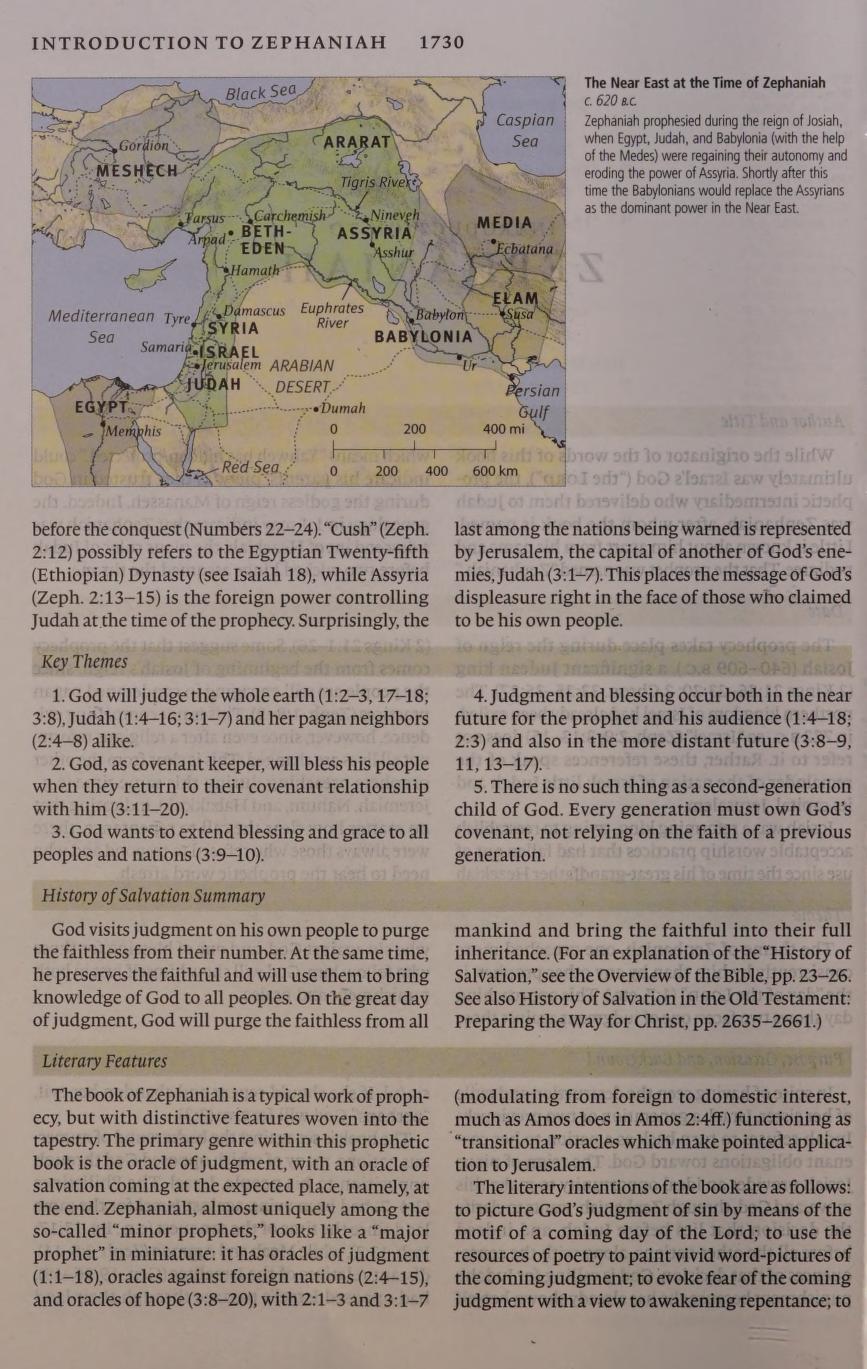 INTRODUCTION TO ZEPHANIAH 1730
Black Sea
Caspian
Sea
Gordion
ARARAT
MESHECH
Tigris River
Tarsus
Carchemish
Nineveh
MEDIA
Arpad
BETH-
EDEN
ASSYRIA
Asshur
Ecbatana
Hamath
ELAM
Mediterranean
Sea
Tyre
Damascus
Euphrates
River
Babylon
Susa
SYRIA
BABYLONIA
Samaria
ISRAEL
Ur
Jerusalem
ARABIAN
DESERT
JUDAH
Persian
Gulf
EGYPT
Dumah
Memphis
0 200 400 mi
Red Sea
0 200 400 600 km
The Near East at the Time of Zephaniah
c. 620 B.C.
Zephaniah prophesied during the reign of Josiah,
when Egypt, Judah, and Babylonia (with the help
of the Medes) were regaining their autonomy and
eroding the power of Assyria. Shortly after this
time the Babylonians would replace the Assyrians
as the dominant power in the Near East.
before the conquest (Numbers 22–24). “Cush” (Zeph.
2:12) possibly refers to the Egyptian Twenty-fifth
(Ethiopian) Dynasty (see Isaiah 18), while Assyria
(Zeph. 2:13–15) is the foreign power controlling
Judah at the time of the prophecy. Surprisingly, the
last among the nations being warned is represented
by Jerusalem, the capital of another of God’s ene-
mies, Judah (3:1–7). This places the message of God’s
displeasure right in the face of those who claimed
to be his own people.
Key Themes
1. God will judge the whole earth (1:2–3, 17–18;
3:8), Judah (1:4–16; 3:1–7) and her pagan neighbors
(2:4–8) alike.
2. God, as covenant keeper, will bless his people
when they return to their covenant relationship
with him (3:11–20).
3. God wants to extend blessing and grace to all
peoples and nations (3:9–10).
4. Judgment and blessing occur both in the near
future for the prophet and his audience (1:4–18;
2:3) and also in the more distant future (3:8–9,
11, 13–17).
5. There is no such thing as a second-generation
child of God. Every generation must own God’s
covenant, not relying on the faith of a previous
generation.
History of Salvation Summary
God visits judgment on his own people to purge
the faithless from their number. At the same time,
he preserves the faithful and will use them to bring
knowledge of God to all peoples. On the great day
of judgment, God will purge the faithless from all
mankind and bring the faithful into their full
inheritance. (For an explanation of the “History of
Salvation,” see the Overview of the Bible, pp. 23–26.
See also History of Salvation in the Old Testament:
Preparing the Way for Christ, pp. 2635–2661.)
Literary Features
The book of Zephaniah is a typical work of proph-
ecy, but with distinctive features woven into the
tapestry. The primary genre within this prophetic
book is the oracle of judgment, with an oracle of
salvation coming at the expected place, namely, at
the end. Zephaniah, almost uniquely among the
so-called “minor prophets,” looks like a “major
prophet” in miniature: it has oracles of judgment
(1:1–18), oracles against foreign nations (2:4–15),
and oracles of hope (3:8–20), with 2:1–3 and 3:1–7
(modulating from foreign to domestic interest,
much as Amos does in Amos 2:4ff.) functioning as
“transitional” oracles which make pointed applica-
tion to Jerusalem.
The literary intentions of the book are as follows:
to picture God’s judgment of sin by means of the
motif of a coming day of the Lord; to use the
resources of poetry to paint vivid word-pictures of
the coming judgment; to evoke fear of the coming
judgment with a view to awakening repentance; to